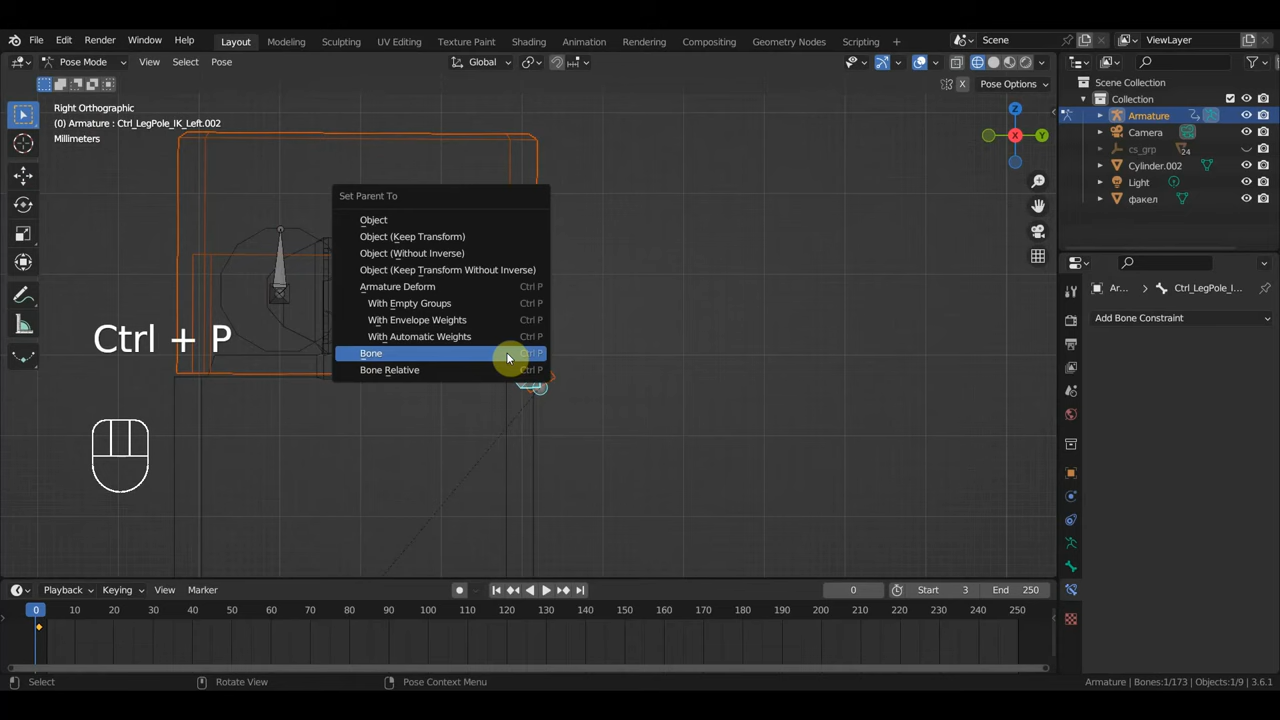 File Edit Render Window Help Layout Modeling Sculpting UV Editing Texture Paint Shading Animation Rendering Compositing Geometry Nodes Scripting + Scene ViewLayer
Pose Mode View Select Pose Global
X Pose Options
Scene Collection
Collection
Armature
Camera
cs_grp 24
Cylinder.002
Light
факел
Right Orthographic
(0) Armature : Ctrl_LegPole_IK_Left.002
Millimeters
Z
X
Y
Set Parent To
Object
Object (Keep Transform)
Object (Without Inverse)
Object (Keep Transform Without Inverse)
Armature Deform Ctrl P
With Empty Groups Ctrl P
With Envelope Weights Ctrl P
With Automatic Weights Ctrl P
Bone Ctrl P
Bone Relative Ctrl P
Ctrl + P
Ar... Ctrl_LegPole_I...
Add Bone Constraint
Playback Keying View Marker 0 Start 3 End 250
0 10 20 30 40 50 60 70 80 90 100 110 120 130 140 150 160 170 180 190 200 210 220 230 240 250
Select Rotate View Pose Context Menu Armature | Bones:1/173 | Objects:1/9 | 3.6.1